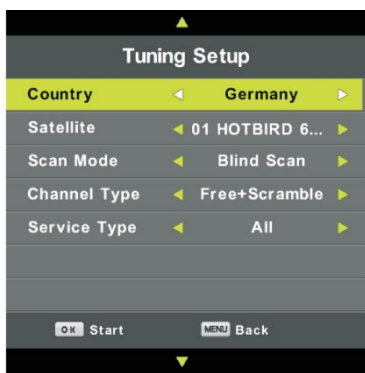 Tuning Setup
Country Germany
Satellite 01 HOTBIRD 6...
Scan Mode Blind Scan
Channel Type Free+Scramble
Service Type All
OK Start MENU Back